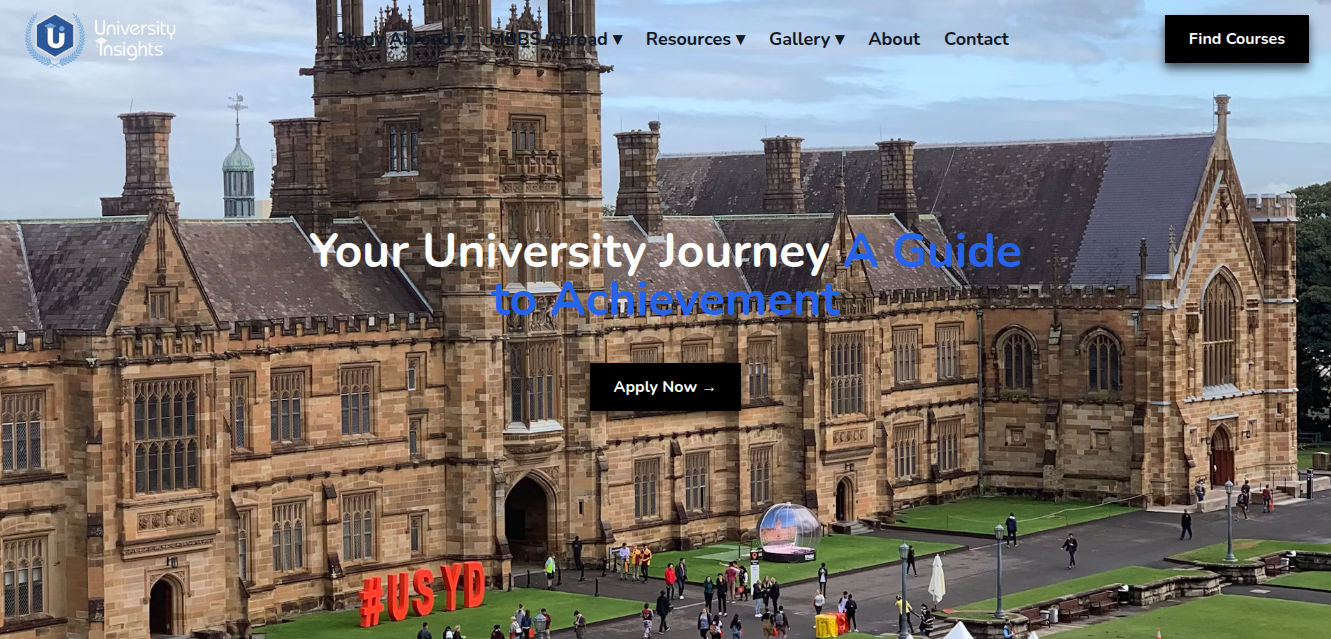 University
Insights
Study Abroad ▾
MBBS Abroad ▾
Resources ▾
Gallery ▾
About
Contact
Find Courses
Your University Journey A Guide
to Achievement
Apply Now →
#USYD